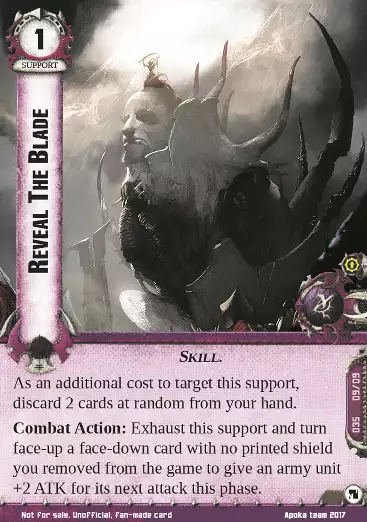 1
SUPPORT
REVEAL THE BLADE
SKILL.
As an additional cost to target this support,
discard 2 cards at random from your hand.
Combat Action: Exhaust this support and turn
face-up a face-down card with no printed shield
you removed from the game to give an army unit
+2 ATK for its next attack this phase.
035 09/09
Not for sale. Unofficial, fan-made card
Apoka team 2017